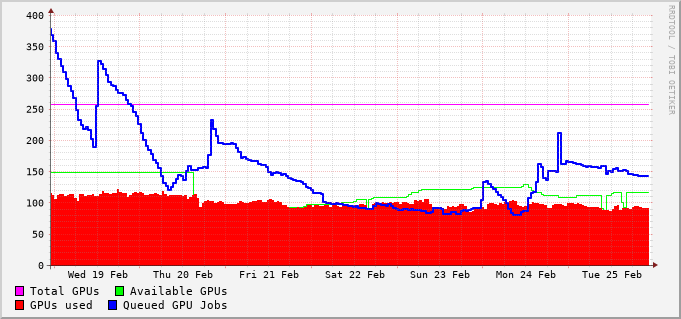 400
350
300
250
200
150
100
50
0
Wed 19 Feb Thu 20 Feb Fri 21 Feb Sat 22 Feb Sun 23 Feb Mon 24 Feb Tue 25 Feb
Total GPUs Available GPUs
GPUs used Queued GPU Jobs
RRDTOOL / TOBI OETIKER